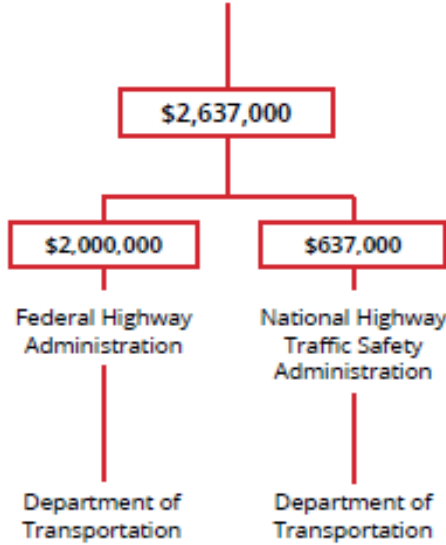 $2,637,000
$2,000,000
$637,000
Federal Highway
Administration
National Highway
Traffic Safety
Administration
Department of
Transportation
Department of
Transportation